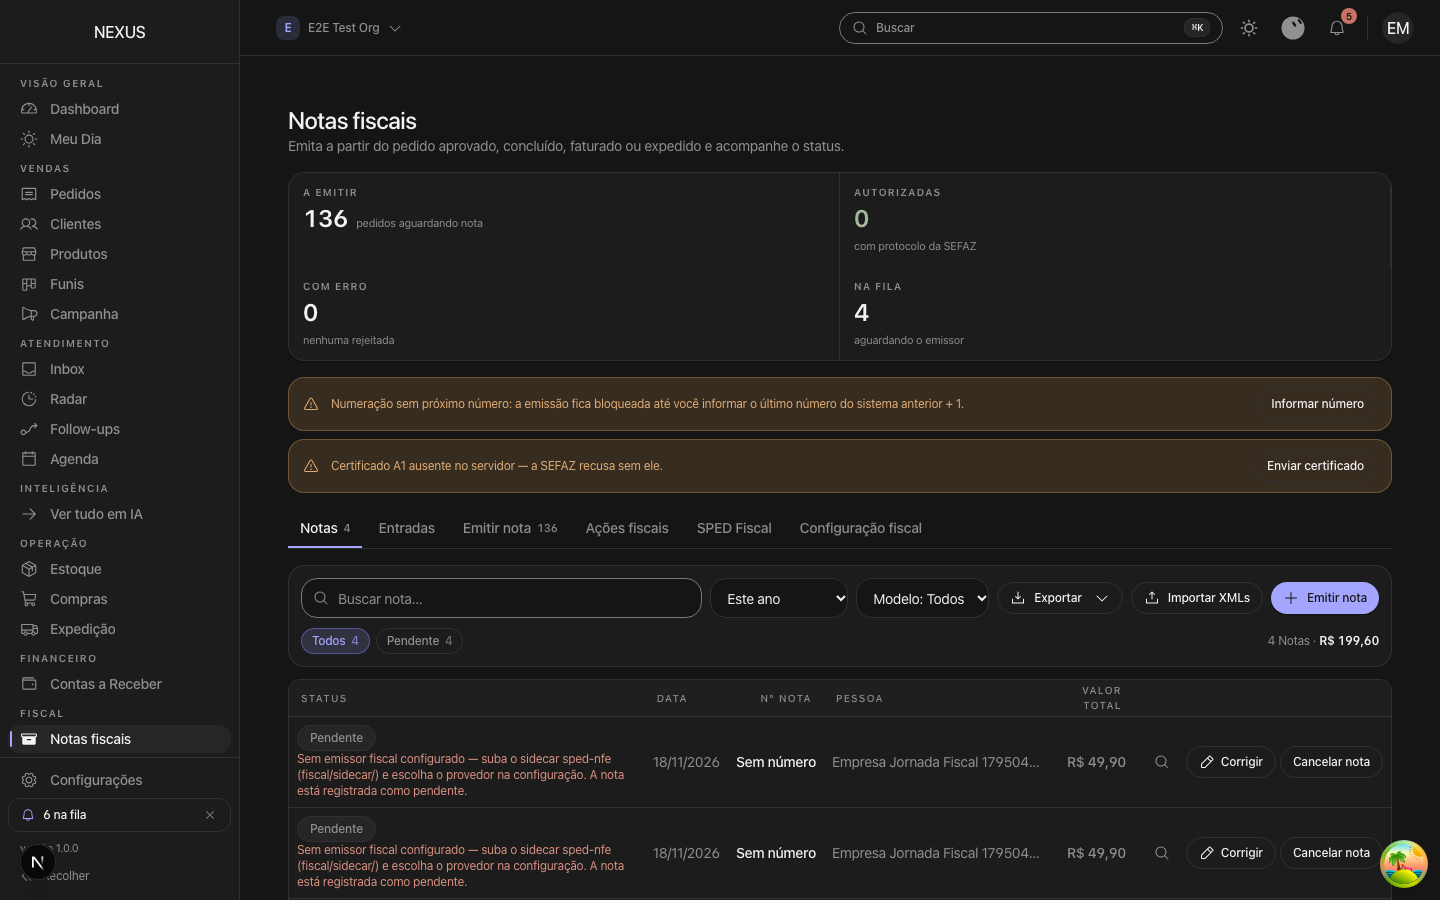 NEXUS
E
E2E Test Org
Buscar
⌘K
5
EM
VISÃO GERAL
Dashboard
Meu Dia
VENDAS
Pedidos
Clientes
Produtos
Funis
Campanha
ATENDIMENTO
Inbox
Radar
Follow-ups
Agenda
INTELIGÊNCIA
Ver tudo em IA
OPERAÇÃO
Estoque
Compras
Expedição
FINANCEIRO
Contas a Receber
FISCAL
Notas fiscais
Configurações
6 na fila
1.0.0
N
Notas fiscais
Emita a partir do pedido aprovado, concluído, faturado ou expedido e acompanhe o status.
A EMITIR
136 pedidos aguardando nota
AUTORIZADAS
0
com protocolo da SEFAZ
COM ERRO
0
nenhuma rejeitada
NA FILA
4
aguardando o emissor
Numeração sem próximo número: a emissão fica bloqueada até você informar o último número do sistema anterior + 1.
Informar número
Certificado A1 ausente no servidor — a SEFAZ recusa sem ele.
Enviar certificado
Notas 4
Entradas
Emitir nota 136
Ações fiscais
SPED Fiscal
Configuração fiscal
Buscar nota...
Este ano
Modelo: Todos
Exportar
Importar XMLs
Emitir nota
Todos 4
Pendente 4
4 Notas · R$ 199,60
STATUS
DATA
Nº NOTA
PESSOA
VALOR
TOTAL
Pendente
Sem emissor fiscal configurado — suba o sidecar sped-nfe
(fiscal/sidecar/) e escolha o provedor na configuração. A nota
está registrada como pendente.
18/11/2026
Sem número
Empresa Jornada Fiscal 179504...
R$ 49,90
Corrigir
Cancelar nota
Pendente
Sem emissor fiscal configurado — suba o sidecar sped-nfe
(fiscal/sidecar/) e escolha o provedor na configuração. A nota
está registrada como pendente.
18/11/2026
Sem número
Empresa Jornada Fiscal 179504...
R$ 49,90
Corrigir
Cancelar nota